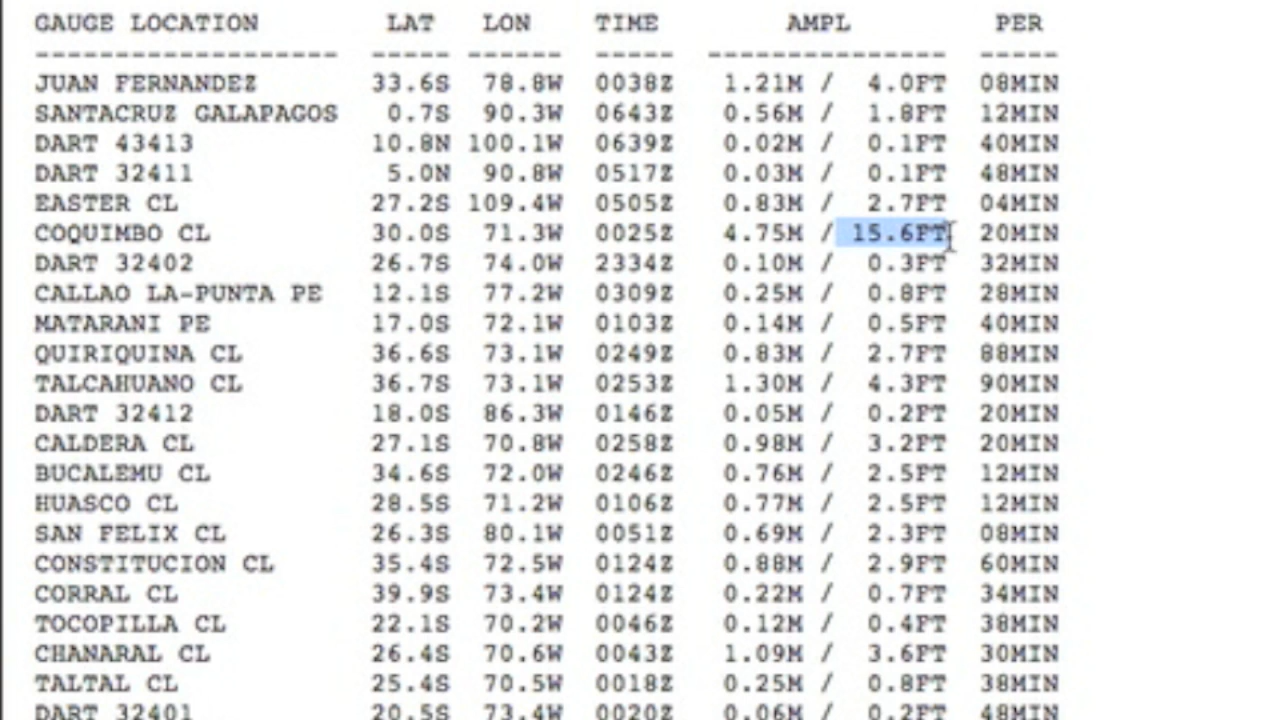 GAUGE LOCATION LAT LON TIME AMPL PER
------------------- ----- ------ ----- --------------- -----
JUAN FERNANDEZ 33.6S 78.8W 0038Z 1.21M / 4.0FT 08MIN
SANTACRUZ GALAPAGOS 0.7S 90.3W 0643Z 0.56M / 1.8FT 12MIN
DART 43413 10.8N 100.1W 0639Z 0.02M / 0.1FT 40MIN
DART 32411 5.0N 90.8W 0517Z 0.03M / 0.1FT 48MIN
EASTER CL 27.2S 109.4W 0505Z 0.83M / 2.7FT 04MIN
COQUIMBO CL 30.0S 71.3W 0025Z 4.75M / 15.6FT 20MIN
DART 32402 26.7S 74.0W 2334Z 0.10M / 0.3FT 32MIN
CALLAO LA-PUNTA PE 12.1S 77.2W 0309Z 0.25M / 0.8FT 28MIN
MATARANI PE 17.0S 72.1W 0103Z 0.14M / 0.5FT 40MIN
QUIRIQUINA CL 36.6S 73.1W 0249Z 0.83M / 2.7FT 88MIN
TALCAHUANO CL 36.7S 73.1W 0253Z 1.30M / 4.3FT 90MIN
DART 32412 18.0S 86.3W 0146Z 0.05M / 0.2FT 20MIN
CALDERA CL 27.1S 70.8W 0258Z 0.98M / 3.2FT 20MIN
BUCALEMU CL 34.6S 72.0W 0246Z 0.76M / 2.5FT 12MIN
HUASCO CL 28.5S 71.2W 0106Z 0.77M / 2.5FT 12MIN
SAN FELIX CL 26.3S 80.1W 0051Z 0.69M / 2.3FT 08MIN
CONSTITUCION CL 35.4S 72.5W 0124Z 0.88M / 2.9FT 60MIN
CORRAL CL 39.9S 73.4W 0124Z 0.22M / 0.7FT 34MIN
TOCOPILLA CL 22.1S 70.2W 0046Z 0.12M / 0.4FT 38MIN
CHANARAL CL 26.4S 70.6W 0043Z 1.09M / 3.6FT 30MIN
TALTAL CL 25.4S 70.5W 0018Z 0.25M / 0.8FT 38MIN
DART 32401 20.5S 73.4W 0020Z 0.06M / 0.2FT 48MIN